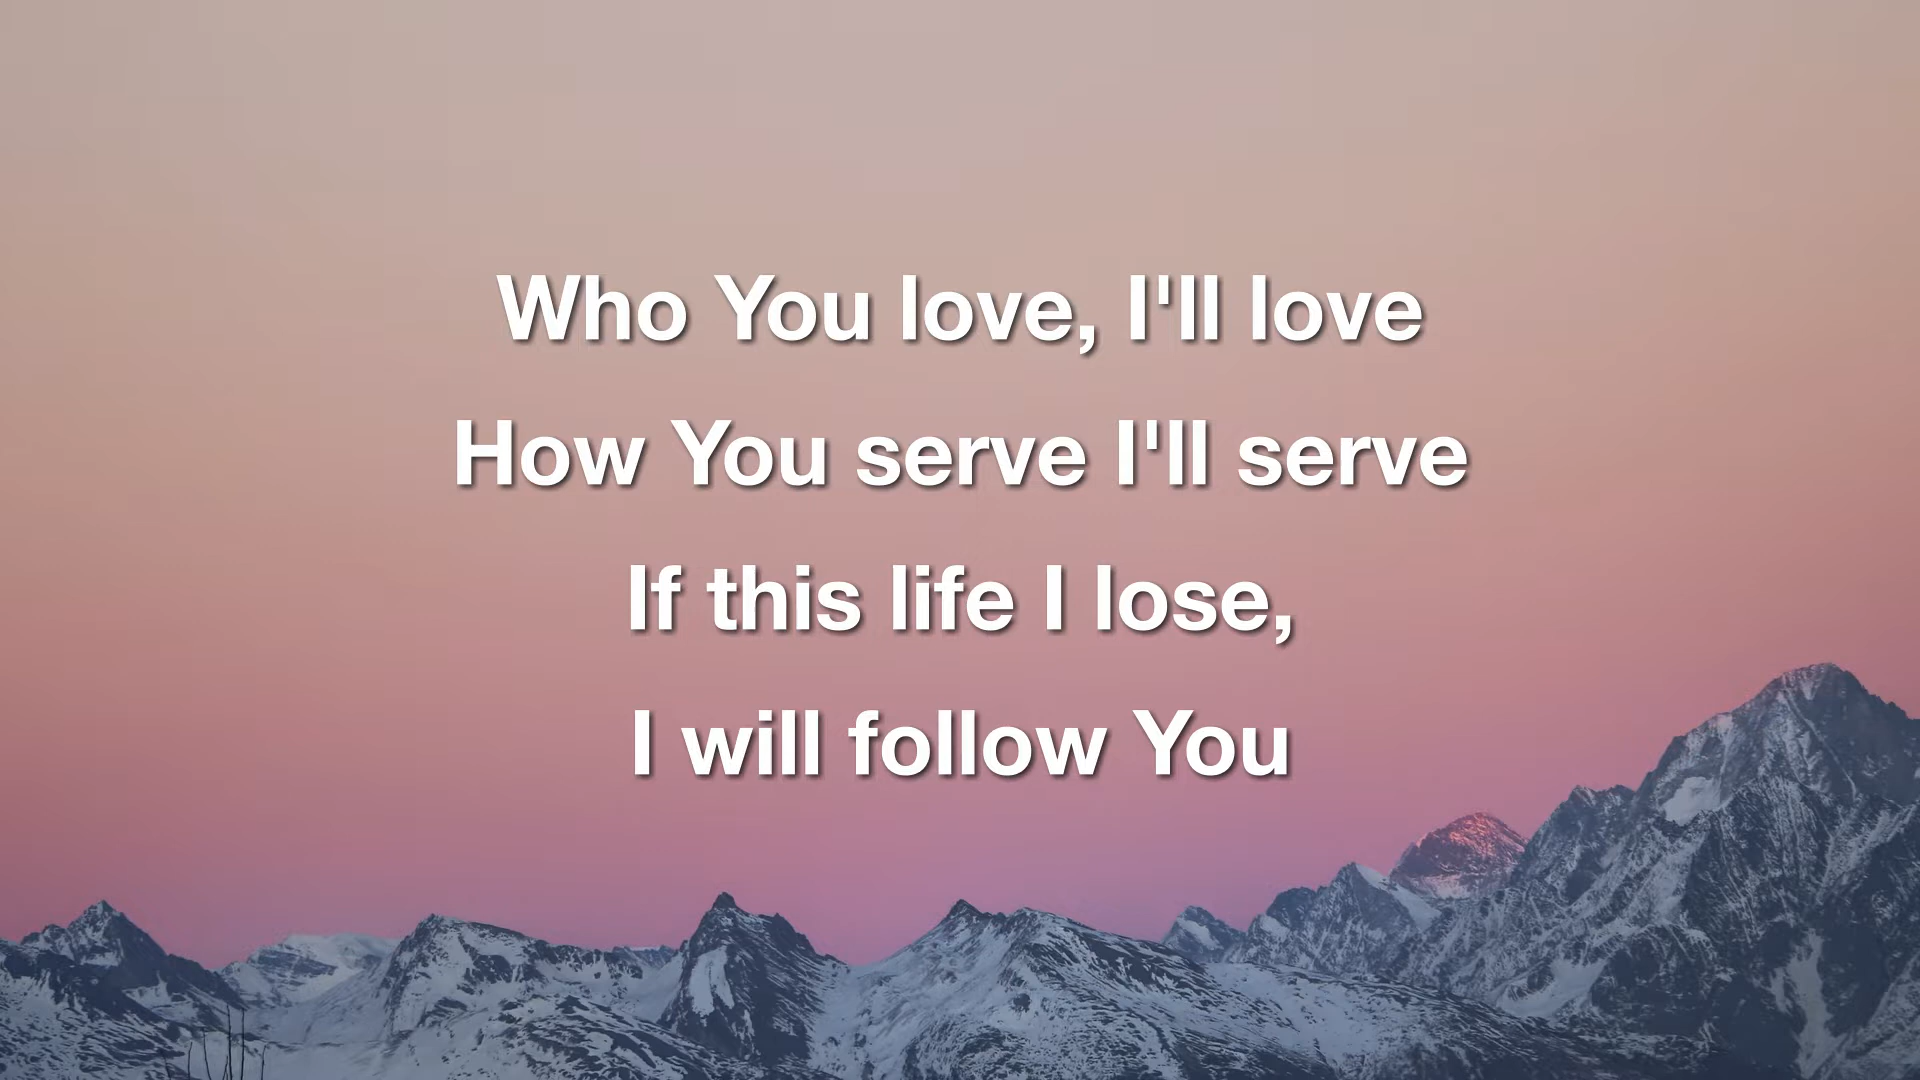 Who You love, I'll love
How You serve I'll serve
If this life I lose,
I will follow You